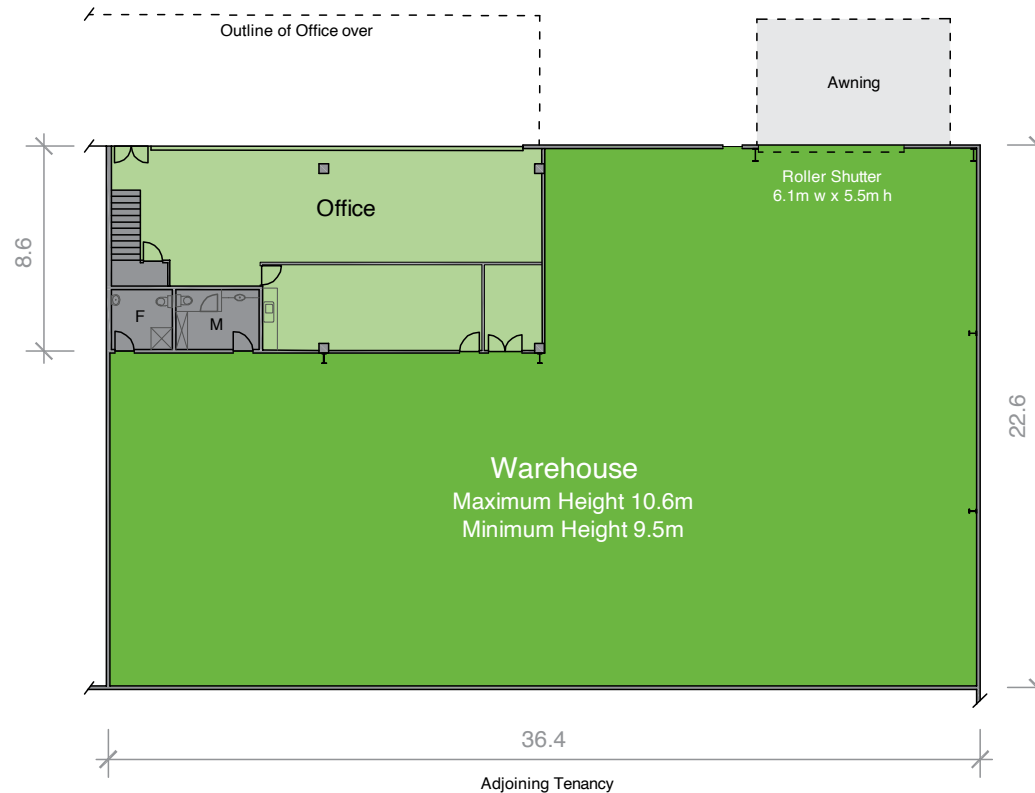 Outline of Office over
Awning
Roller Shutter
6.1m w x 5.5m h
Office
8.6
F
M
22.6
Warehouse
Maximum Height 10.6m
Minimum Height 9.5m
36.4
Adjoining Tenancy